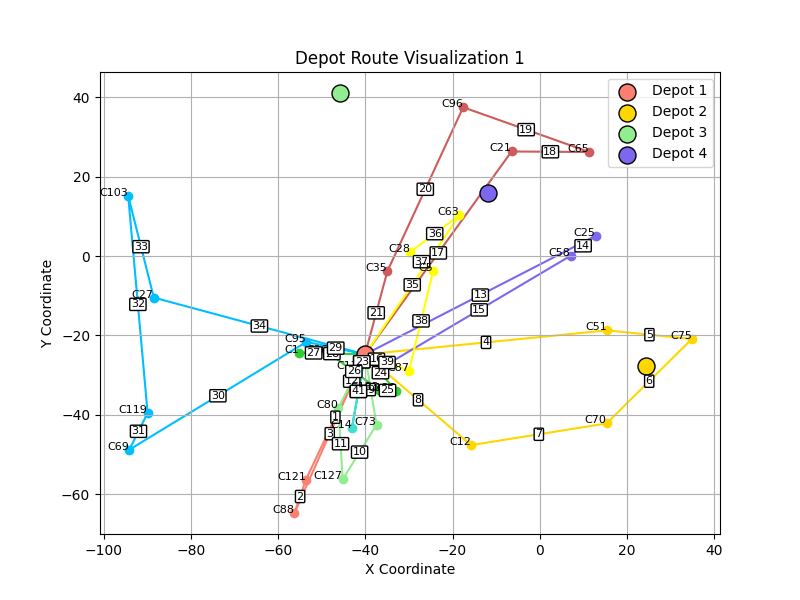 Depot Route Visualization 1
Depot 1
Depot 2
Depot 3
Depot 4
Y Coordinate
X Coordinate
40
20
0
−20
−40
−60
−100
−80
−60
−40
−20
0
20
40
C96
19
C21
18
C65
20
C103
C63
36
33
C28
17
37
C5
C35
35
C25
14
C58
13
15
C27
32
21
34
38
C95
29
C1
27
4
C51
5
C75
23
39
C87
26
24
25
41
30
8
6
C119
C80
1
C14
C73
3
11
10
31
C69
C12
7
C70
C121
C127
2
C88